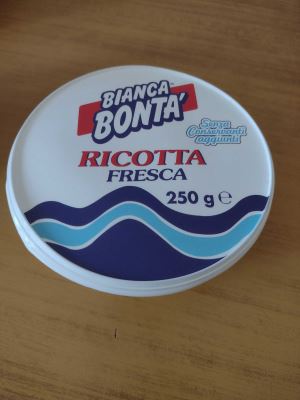 BIANCA
BONTA'
Senza
Conservanti
aggiunti
RICOTTA
FRESCA
250 g ℮